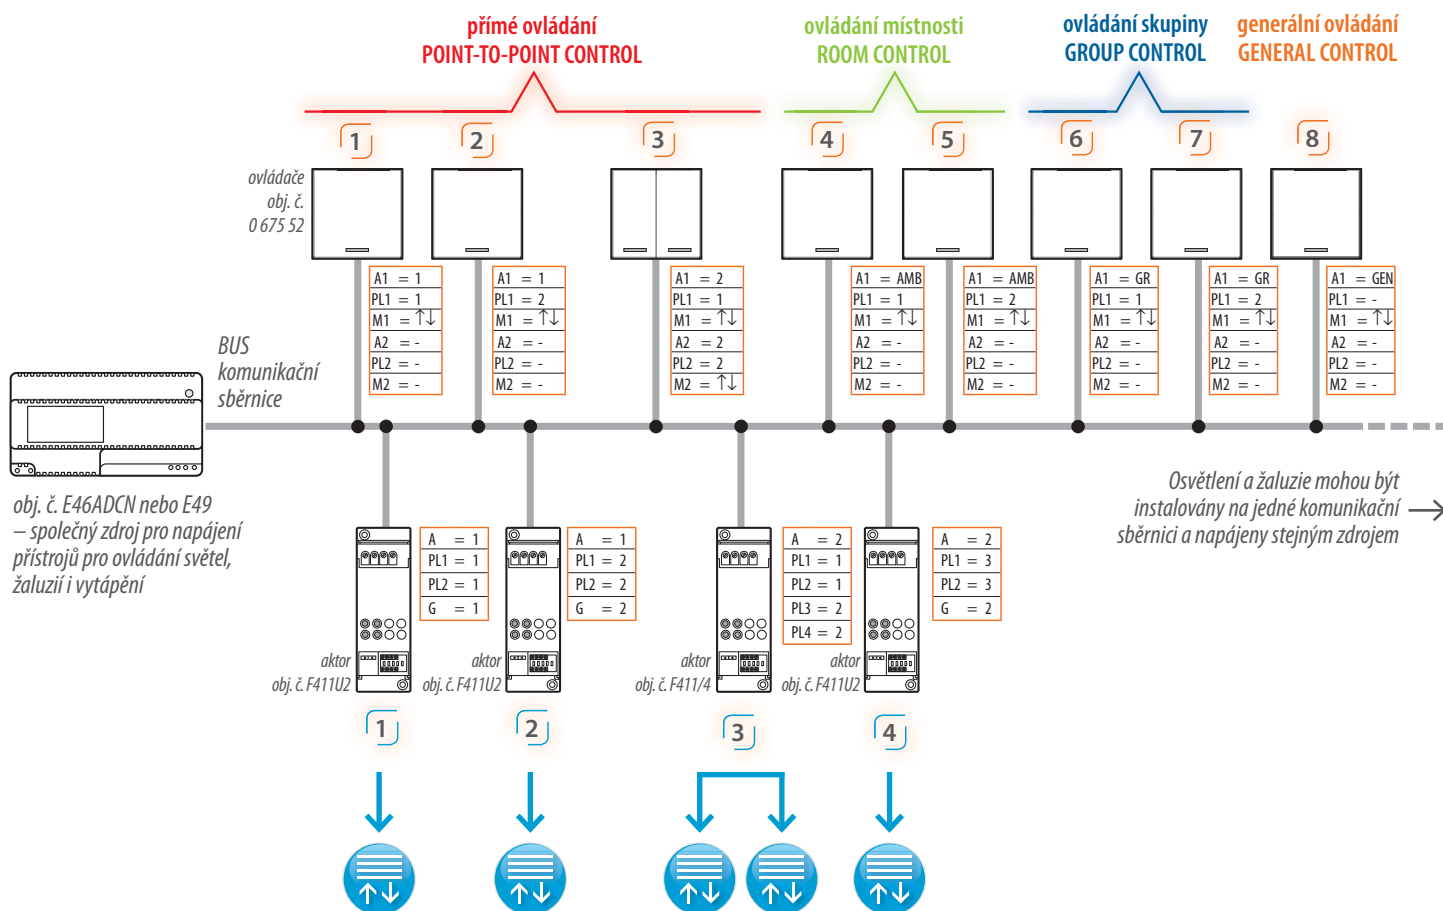 přímé ovládání
POINT-TO-POINT CONTROL
ovládání místnosti
ROOM CONTROL
ovládání skupiny
GROUP CONTROL
generální ovládání
GENERAL CONTROL
1
2
3
4
5
6
7
8
ovládače
obj. č.
0 675 52
A1 = 1
PL1 = 1
M1 = ↑↓
A2 = -
PL2 = -
M2 = -
A1 = 1
PL1 = 2
M1 = ↑↓
A2 = -
PL2 = -
M2 = -
A1 = 2
PL1 = 1
M1 = ↑↓
A2 = 2
PL2 = 2
M2 = ↑↓
A1 = AMB
PL1 = 1
M1 = ↑↓
A2 = -
PL2 = -
M2 = -
A1 = AMB
PL1 = 2
M1 = ↑↓
A2 = -
PL2 = -
M2 = -
A1 = GR
PL1 = 1
M1 = ↑↓
A2 = -
PL2 = -
M2 = -
A1 = GR
PL1 = 2
M1 = ↑↓
A2 = -
PL2 = -
M2 = -
A1 = GEN
PL1 = -
M1 = ↑↓
A2 = -
PL2 = -
M2 = -
BUS
komunikační
sběrnice
obj. č. E46ADCN nebo E49
– společný zdroj pro napájení
přístrojů pro ovládání světel,
žaluzií i vytápění
Osvětlení a žaluzie mohou být
instalovány na jedné komunikační
sběrnici a napájeny stejným zdrojem
A = 1
PL1 = 1
PL2 = 1
G = 1
A = 1
PL1 = 2
PL2 = 2
G = 2
A = 2
PL1 = 1
PL2 = 1
PL3 = 2
PL4 = 2
A = 2
PL1 = 3
PL2 = 3
G = 2
aktor
obj. č. F411U2
aktor
obj. č. F411U2
aktor
obj. č. F411/4
aktor
obj. č. F411U2
1
2
3
4